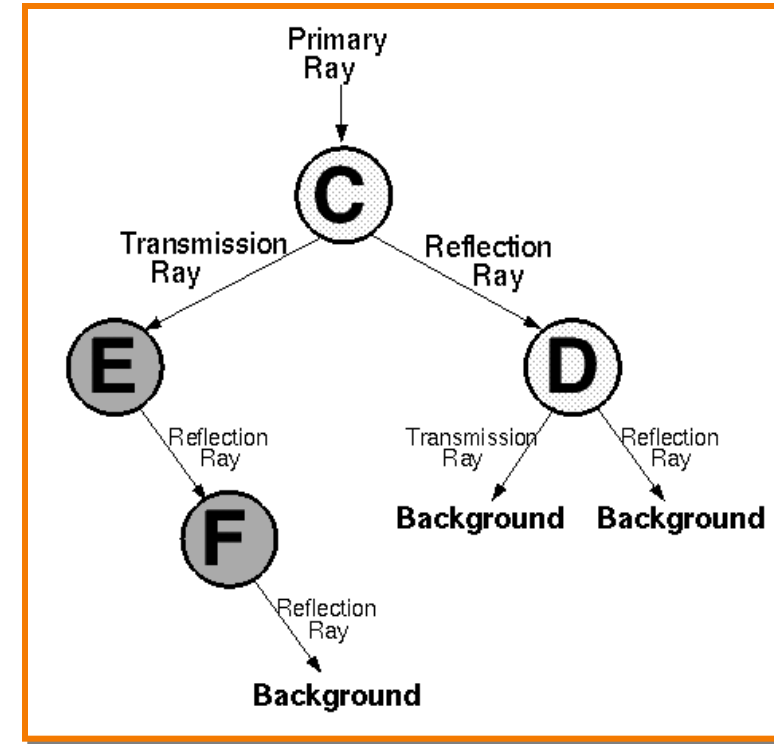 Primary
Ray
C
Transmission
Ray
Reflection
Ray
E
D
Reflection
Ray
Transmission
Ray
Reflection
Ray
Background
Background
F
Reflection
Ray
Background